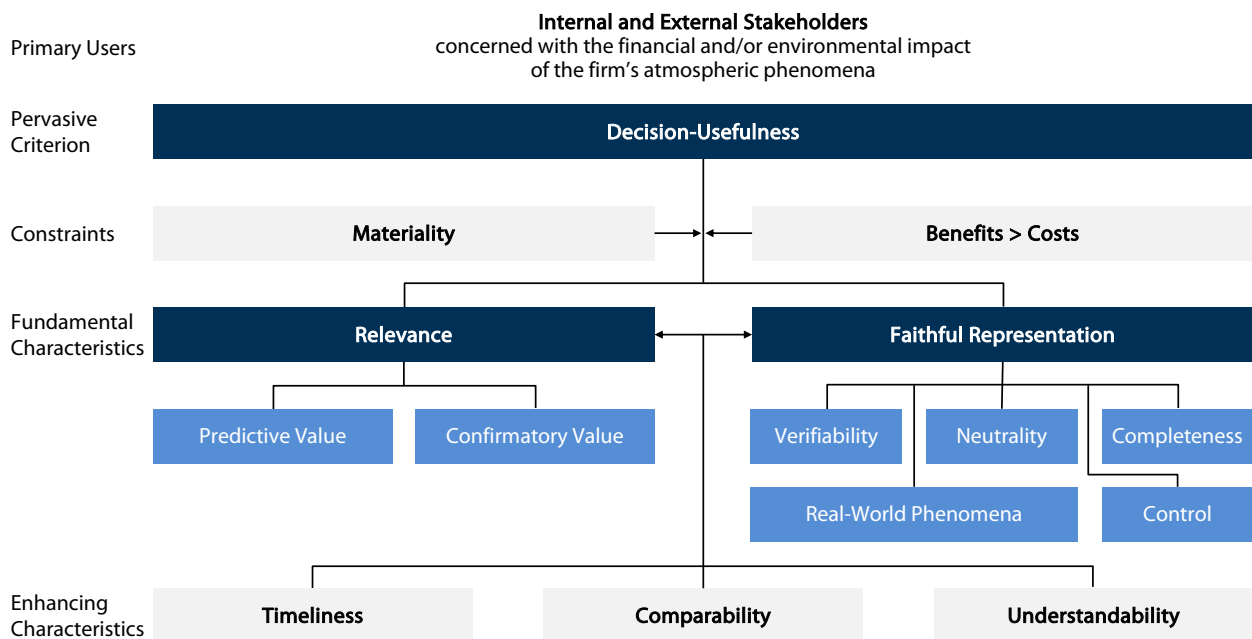 Internal and External Stakeholders
Primary Users
concerned with the financial and/or environmental impact
of the firm's atmospheric phenomena
Pervasive
Criterion
Decision-Usefulness
Constraints
Materiality
Benefits > Costs
Fundamental
Characteristics
Relevance
Faithful Representation
Predictive Value
Confirmatory Value
Verifiability
Neutrality
Completeness
Real-World Phenomena
Control
Enhancing
Characteristics
Timeliness
Comparability
Understandability